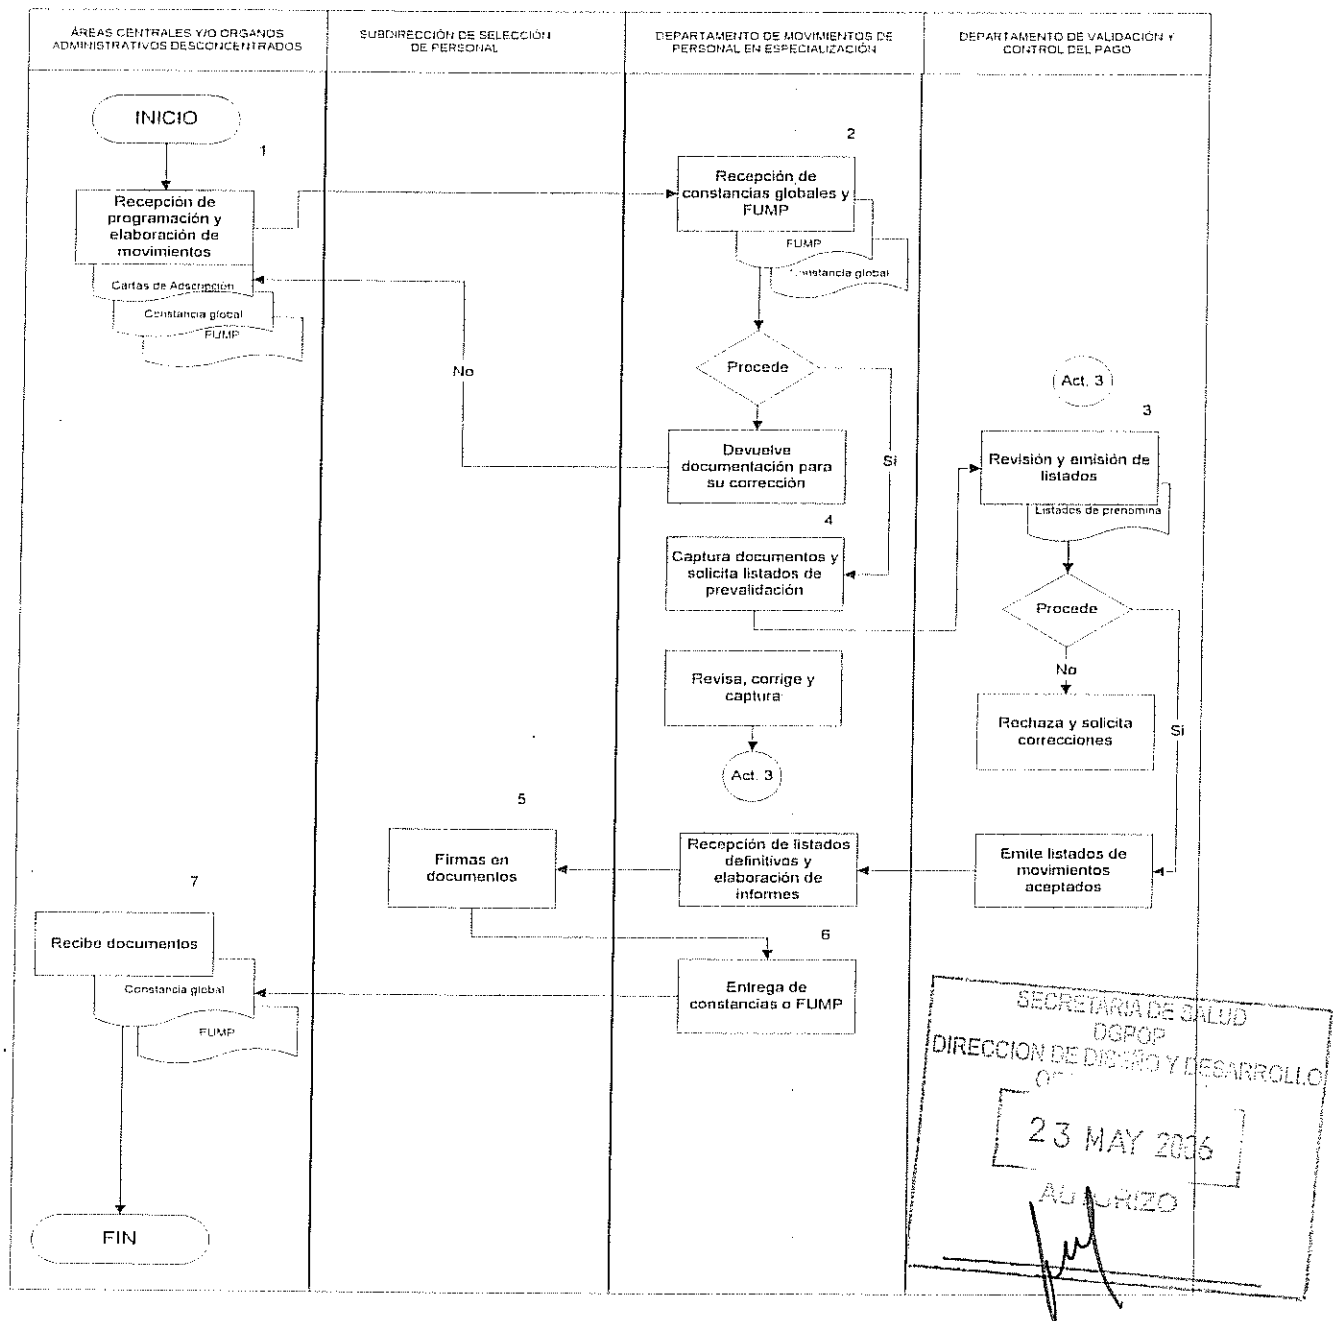 ÁREAS CENTRALES Y/O ORGANOS
ADMINISTRATIVOS DESCONCENTRADOS
SUBDIRECCIÓN DE SELECCIÓN
DE PERSONAL
DEPARTAMENTO DE MOVIMIENTOS DE
PERSONAL EN ESPECIALIZACIÓN
DEPARTAMENTO DE VALIDACIÓN Y
CONTROL DEL PAGO
INICIO
1
Recepción de
programación y
elaboración de
movimientos
Cartas de Adscripción
Constancia global
FUMP
2
Recepción de
constancias globales y
FUMP
FUMP
Constancia global
Procede
No
Si
Devuelve
documentación para
su corrección
4
Captura documentos y
solicita listados de
prevalidación
Act. 3
3
Revisión y emisión de
listados
Listados de prenomina
Procede
No
Si
Rechaza y solicita
correcciones
Revisa, corrige y
captura
Act. 3
5
Firmas en
documentos
Recepción de listados
definitivos y
elaboración de
informes
Emite listados de
movimientos
aceptados
7
Recibe documentos
Constancia global
FUMP
6
Entrega de
constancias o FUMP
FIN
SECRETARIA DE SALUD
DGPOP
DIRECCION DE DISEÑO Y DESARROLLO
23 MAY 2006
AUTORIZO